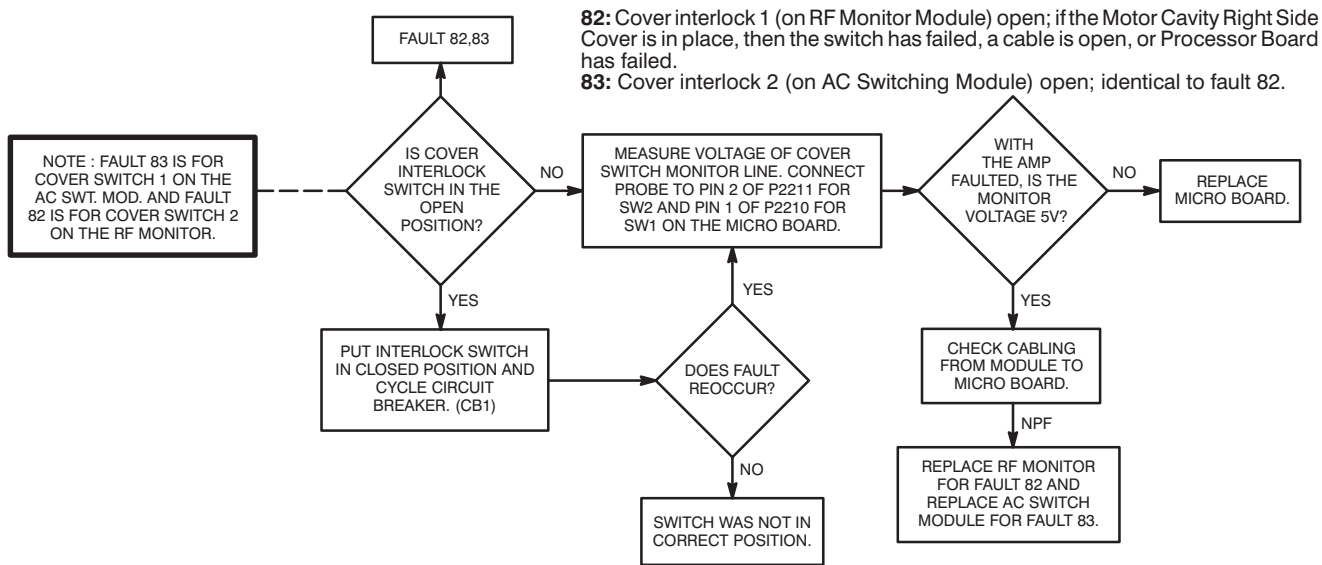 82: Cover interlock 1 (on RF Monitor Module) open; if the Motor Cavity Right Side
Cover is in place, then the switch has failed, a cable is open, or Processor Board
has failed.
83: Cover interlock 2 (on AC Switching Module) open; identical to fault 82.
FAULT 82,83
NOTE : FAULT 83 IS FOR
COVER SWITCH 1 ON THE
AC SWT. MOD. AND FAULT
82 IS FOR COVER SWITCH 2
ON THE RF MONITOR.
IS COVER
INTERLOCK
SWITCH IN THE
OPEN
POSITION?
NO
MEASURE VOLTAGE OF COVER
SWITCH MONITOR LINE. CONNECT
PROBE TO PIN 2 OF P2211 FOR
SW2 AND PIN 1 OF P2210 FOR
SW1 ON THE MICRO BOARD.
WITH
THE AMP
FAULTED, IS THE
MONITOR
VOLTAGE 5V?
NO
REPLACE
MICRO BOARD.
YES
PUT INTERLOCK SWITCH
IN CLOSED POSITION AND
CYCLE CIRCUIT
BREAKER. (CB1)
YES
DOES FAULT
REOCCUR?
NO
SWITCH WAS NOT IN
CORRECT POSITION.
YES
CHECK CABLING
FROM MODULE TO
MICRO BOARD.
NPF
REPLACE RF MONITOR
FOR FAULT 82 AND
REPLACE AC SWITCH
MODULE FOR FAULT 83.